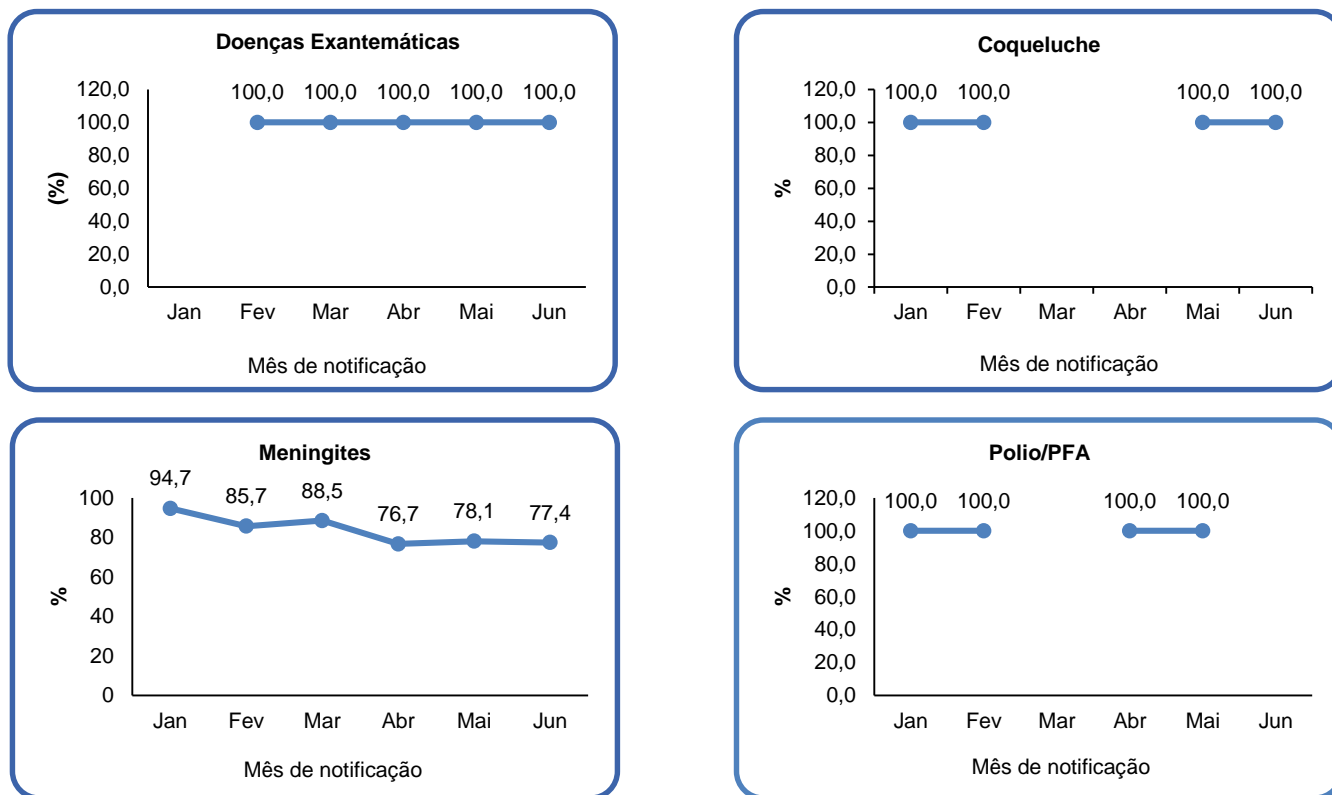 Doenças Exantemáticas
100,0 100,0 100,0 100,0 100,0
120,0
100,0
80,0
60,0
40,0
20,0
0,0
(%)
Jan Fev Mar Abr Mai Jun
Mês de notificação
Coqueluche
100,0 100,0 100,0 100,0
120,0
100,0
80,0
60,0
40,0
20,0
0,0
%
Jan Fev Mar Abr Mai Jun
Mês de notificação
Meningites
94,7 85,7 88,5 76,7 78,1 77,4
100
80
60
40
20
0
%
Jan Fev Mar Abr Mai Jun
Mês de notificação
Polio/PFA
100,0 100,0 100,0 100,0
120,0
100,0
80,0
60,0
40,0
20,0
0,0
%
Jan Fev Mar Abr Mai Jun
Mês de notificação